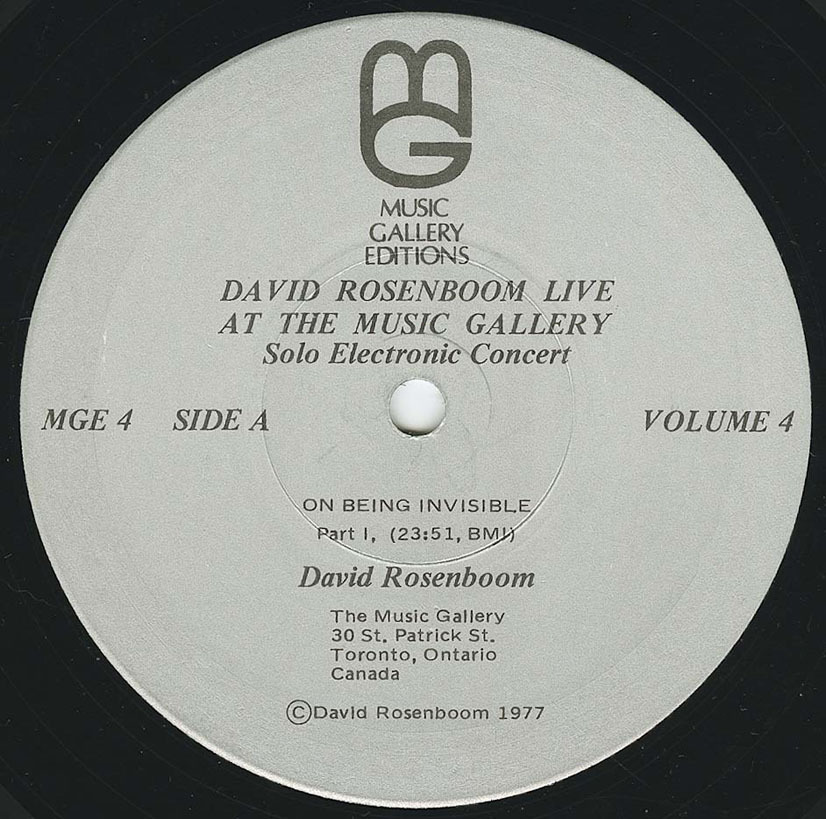 MG
MUSIC
GALLERY
EDITIONS
DAVID ROSENBOOM LIVE
AT THE MUSIC GALLERY
Solo Electronic Concert
MGE 4 SIDE A VOLUME 4
ON BEING INVISIBLE
Part I, (23:51, BMI)
David Rosenboom
The Music Gallery
30 St. Patrick St.
Toronto, Ontario
Canada
©David Rosenboom 1977